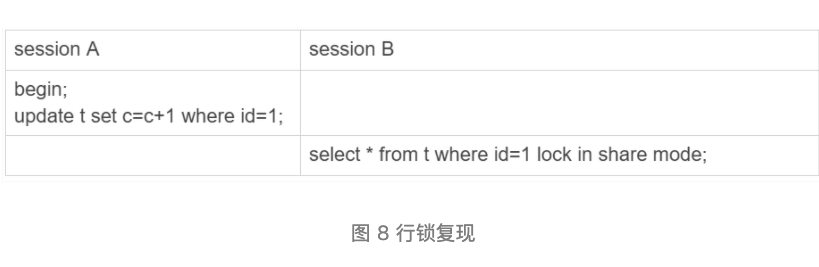 session A
session B
begin;
update t set c=c+1 where id=1;
select * from t where id=1 lock in share mode;
图 8 行锁复现